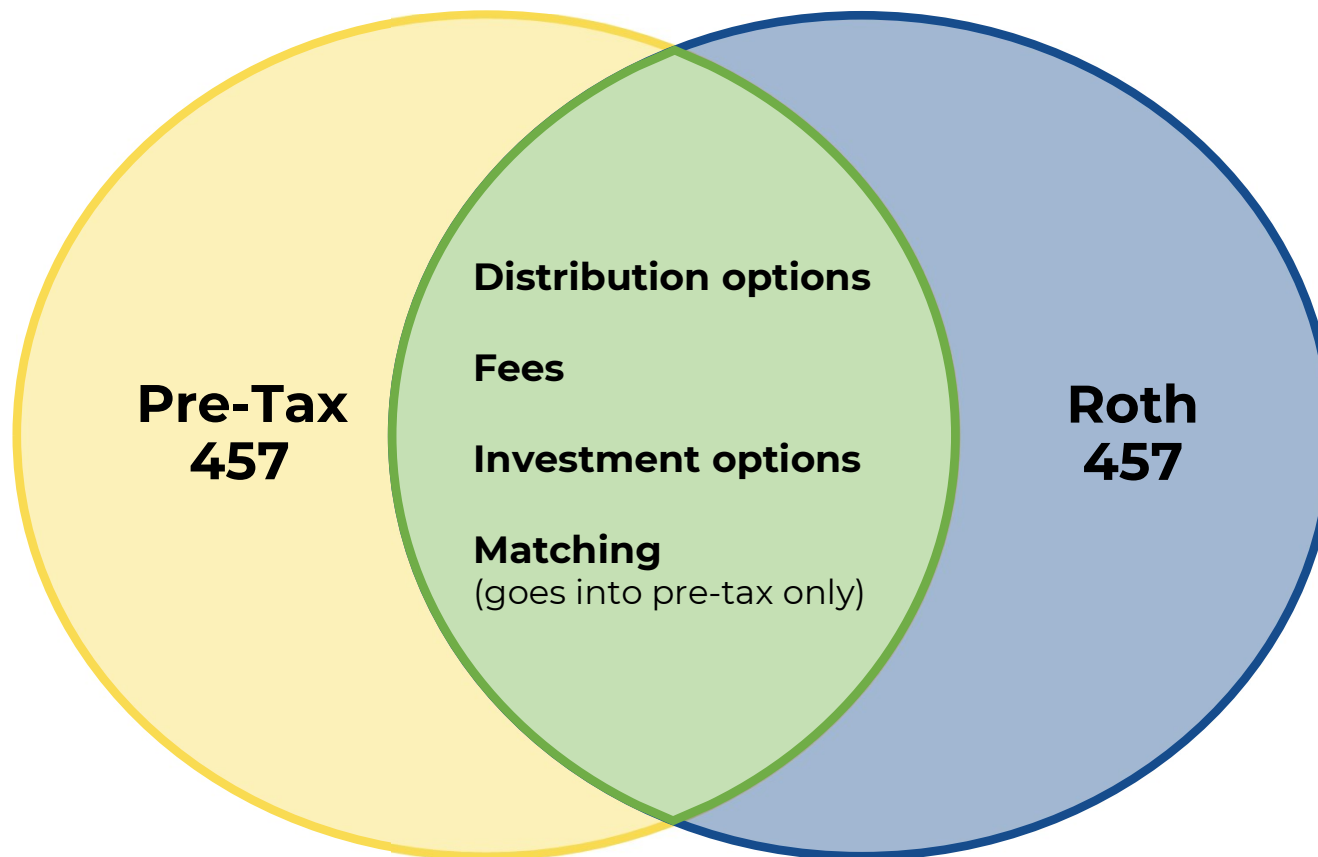 Pre-Tax
457
Distribution options
Fees
Investment options
Matching
(goes into pre-tax only)
Roth
457